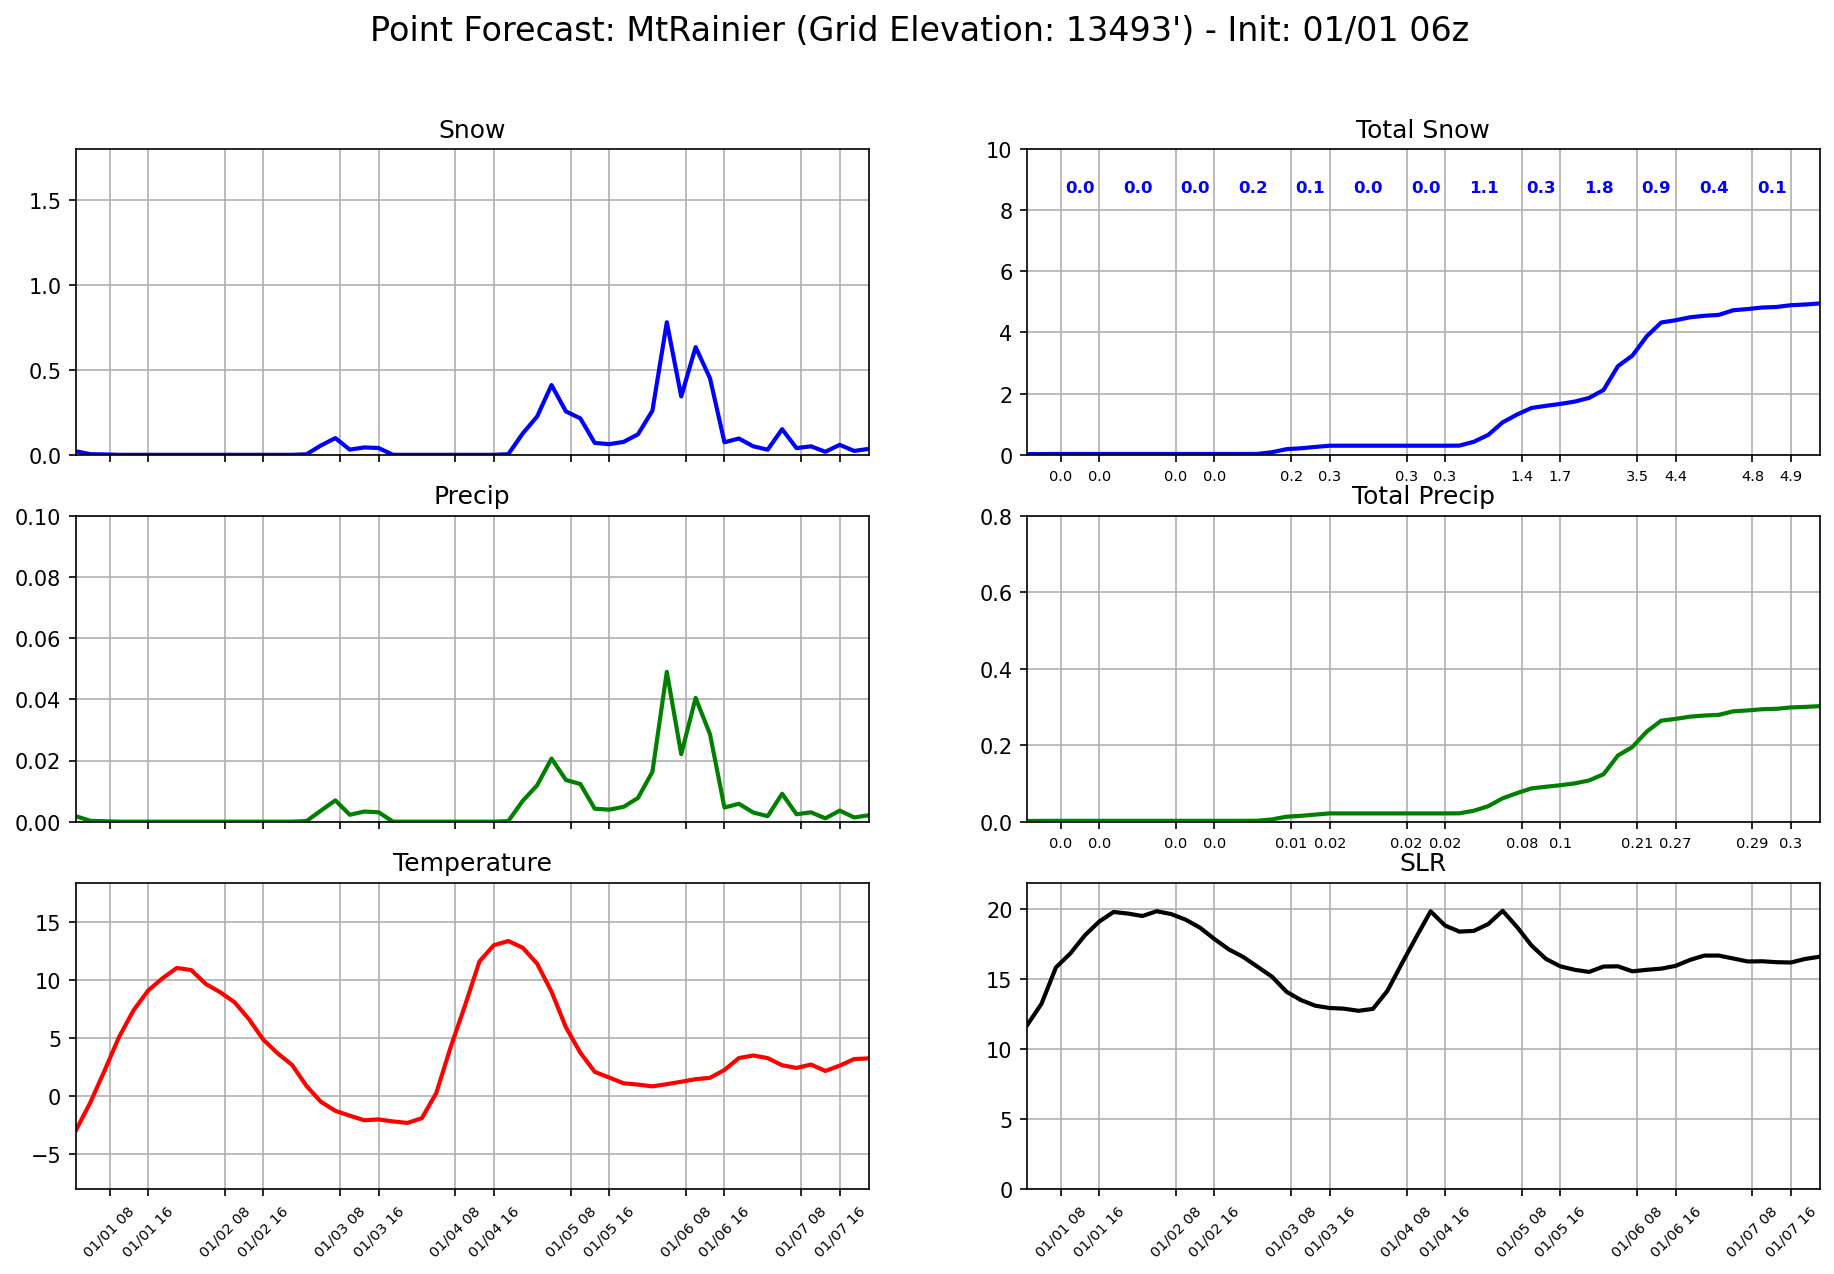 Point Forecast: MtRainier (Grid Elevation: 13493') - Init: 01/01 06z
Snow
1.5
1.0
0.5
0.0
Total Snow
10
8
6
4
2
0
0.0 0.0 0.0 0.2 0.1 0.0 0.0 1.1 0.3 1.8 0.9 0.4 0.1
0.0 0.0 0.0 0.0 0.2 0.3 0.3 0.3 1.4 1.7 3.5 4.4 4.8 4.9
Precip
0.10
0.08
0.06
0.04
0.02
0.00
Total Precip
0.8
0.6
0.4
0.2
0.0
0.0 0.0 0.0 0.0 0.01 0.02 0.02 0.02 0.08 0.1 0.21 0.27 0.29 0.3
Temperature
15
10
5
0
−5
01/01 08 01/01 16 01/02 08 01/02 16 01/03 08 01/03 16 01/04 08 01/04 16 01/05 08 01/05 16 01/06 08 01/06 16 01/07 08 01/07 16
SLR
20
15
10
5
0
01/01 08 01/01 16 01/02 08 01/02 16 01/03 08 01/03 16 01/04 08 01/04 16 01/05 08 01/05 16 01/06 08 01/06 16 01/07 08 01/07 16